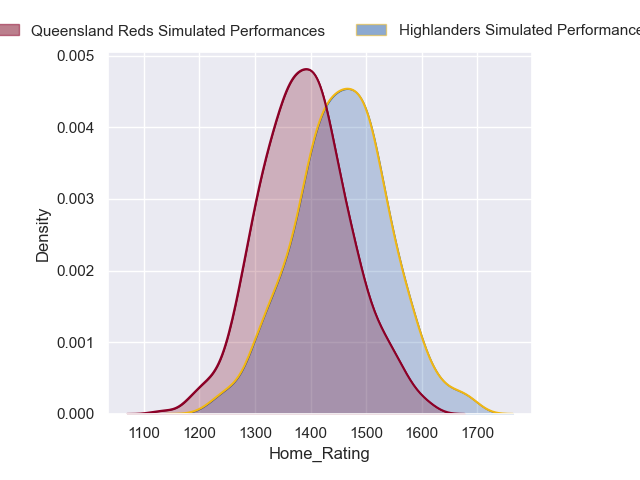 Queensland Reds Simulated Performances Highlanders Simulated Performance
0.005
0.004
0.003
0.002
0.001
0.000
Density
1100 1200 1300 1400 1500 1600 1700
Home_Rating